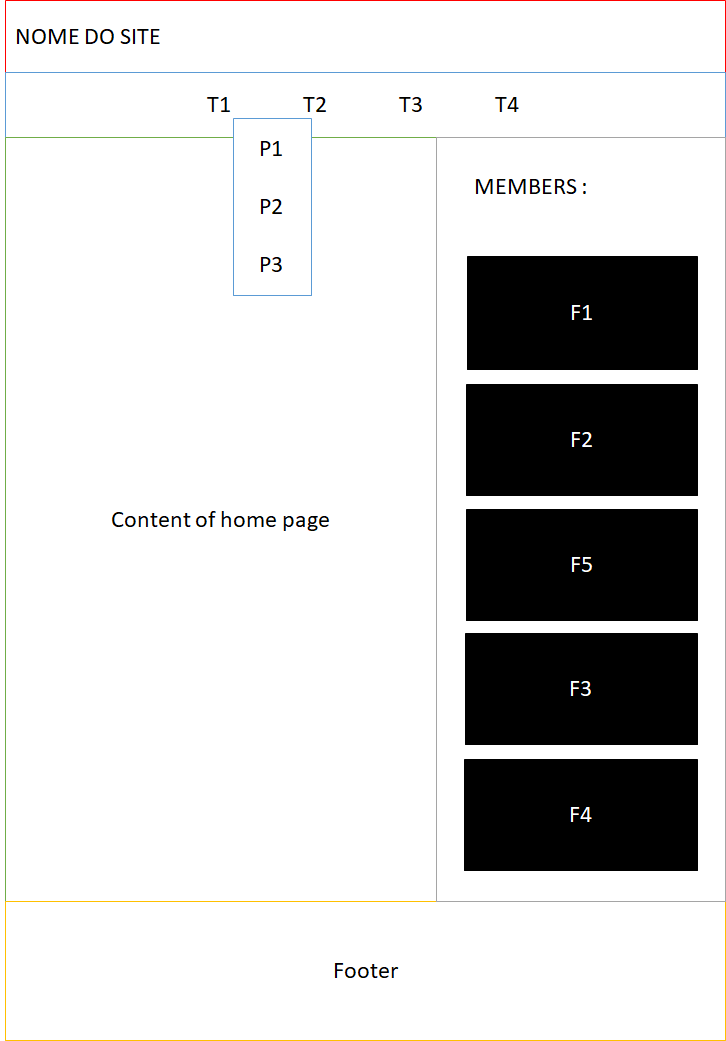 NOME DO SITE
T1 T2 T3 T4
P1
P2
P3
Content of home page
MEMBERS :
F1
F2
F5
F3
F4
Footer